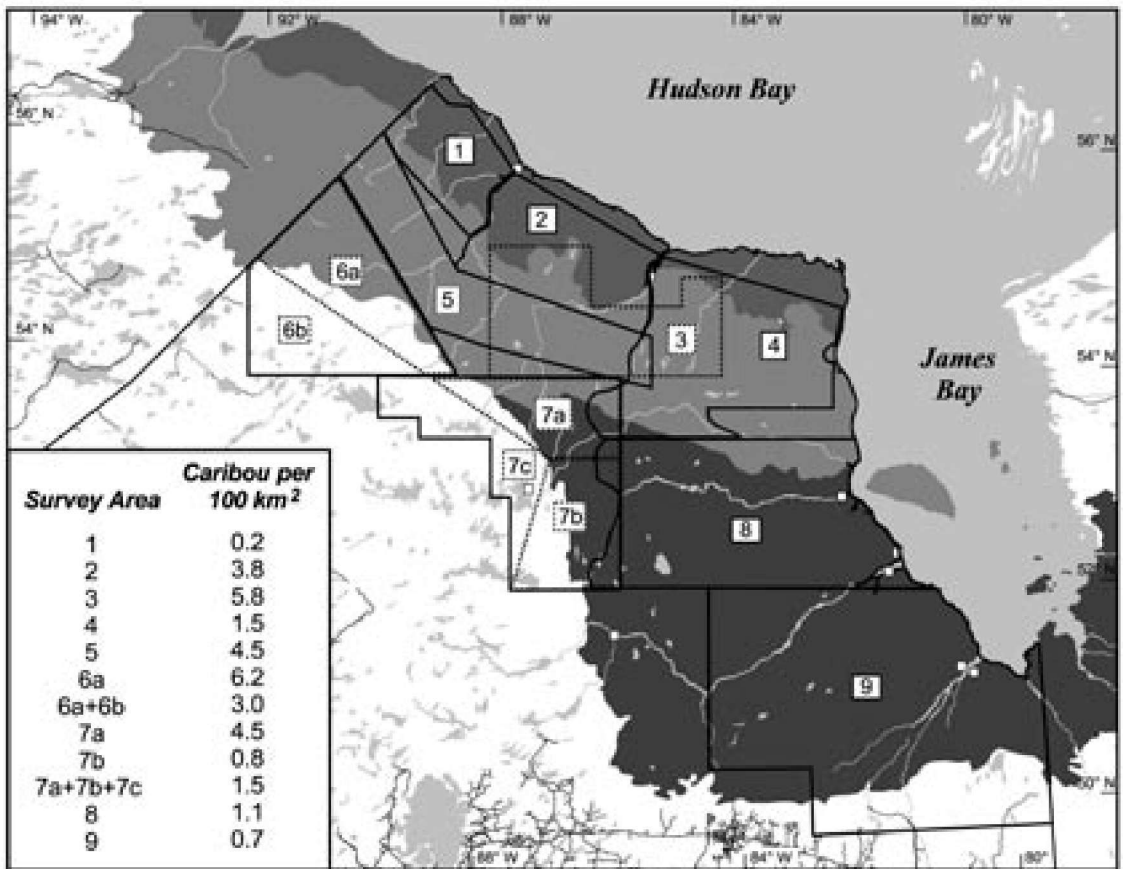 94° W 92° W 88° W 84° W 80° W
Hudson Bay
56° N
56° N
1
2
6a
5
6b
3
4
54° N
54° N
James
Bay
7a
7c
7b
8
52° N
9
50° N
88° W 84° W 80°
Survey Area Caribou per 100 km²
1 0.2
2 3.8
3 5.8
4 1.5
5 4.5
6a 6.2
6a+6b 3.0
7a 4.5
7b 0.8
7a+7b+7c 1.5
8 1.1
9 0.7